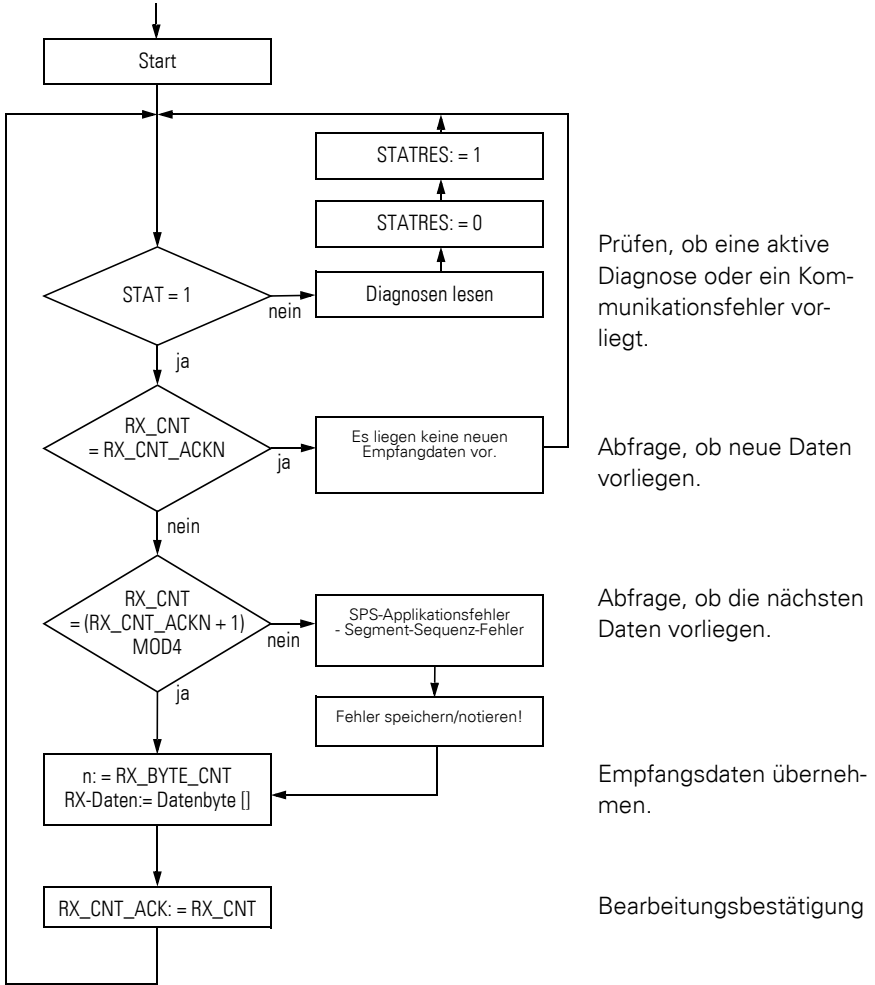 Start
STATRES: = 1
STATRES: = 0
STAT = 1
nein
Diagnosen lesen
Prüfen, ob eine aktive
Diagnose oder ein Kom-
munikationsfehler vor-
liegt.
ja
RX_CNT
= RX_CNT_ACKN
ja
Es liegen keine neuen
Empfangdaten vor.
Abfrage, ob neue Daten
vorliegen.
nein
RX_CNT
= (RX_CNT_ACKN + 1)
MOD4
nein
SPS-Applikationsfehler
- Segment-Sequenz-Fehler
Abfrage, ob die nächsten
Daten vorliegen.
ja
Fehler speichern/notieren!
n: = RX_BYTE_CNT
RX-Daten:= Datenbyte []
Empfangsdaten überneh-
men.
RX_CNT_ACK: = RX_CNT
Bearbeitungsbestätigung